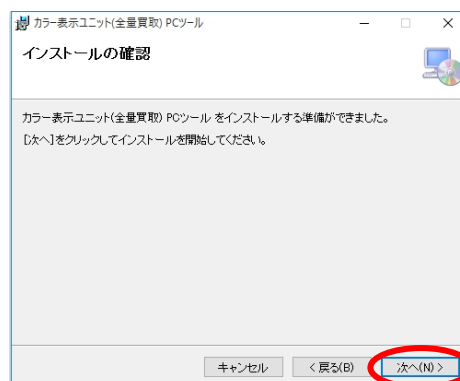 カラー表示ユニット(全量買取) PCツール
インストールの確認
カラー表示ユニット(全量買取) PCツール をインストールする準備ができました。
[次へ]をクリックしてインストールを開始してください。
キャンセル
< 戻る(B)
次へ(N) >